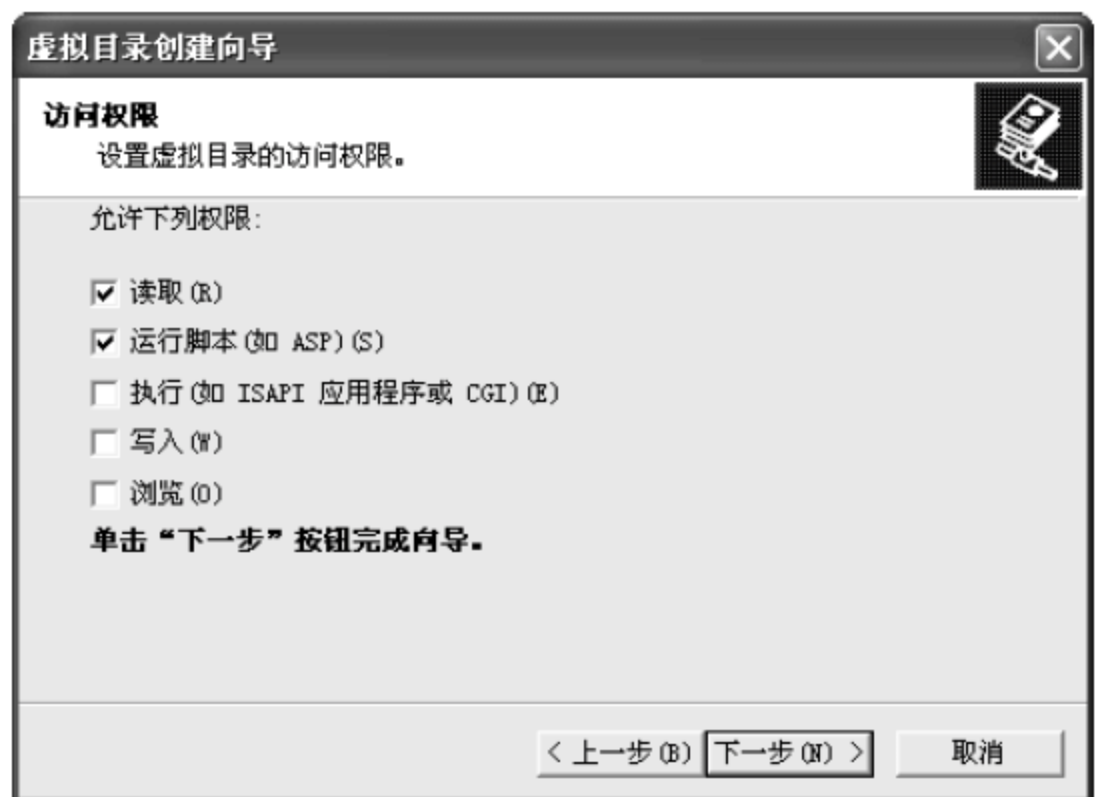 虚拟目录创建向导
访问权限
设置虚拟目录的访问权限。
允许下列权限:
读取(R)
运行脚本(如 ASP)(S)
执行(如 ISAPI 应用程序或 CGI)(E)
写入(W)
浏览(O)
单击“下一步”按钮完成向导。
< 上一步(B) 下一步(N) > 取消